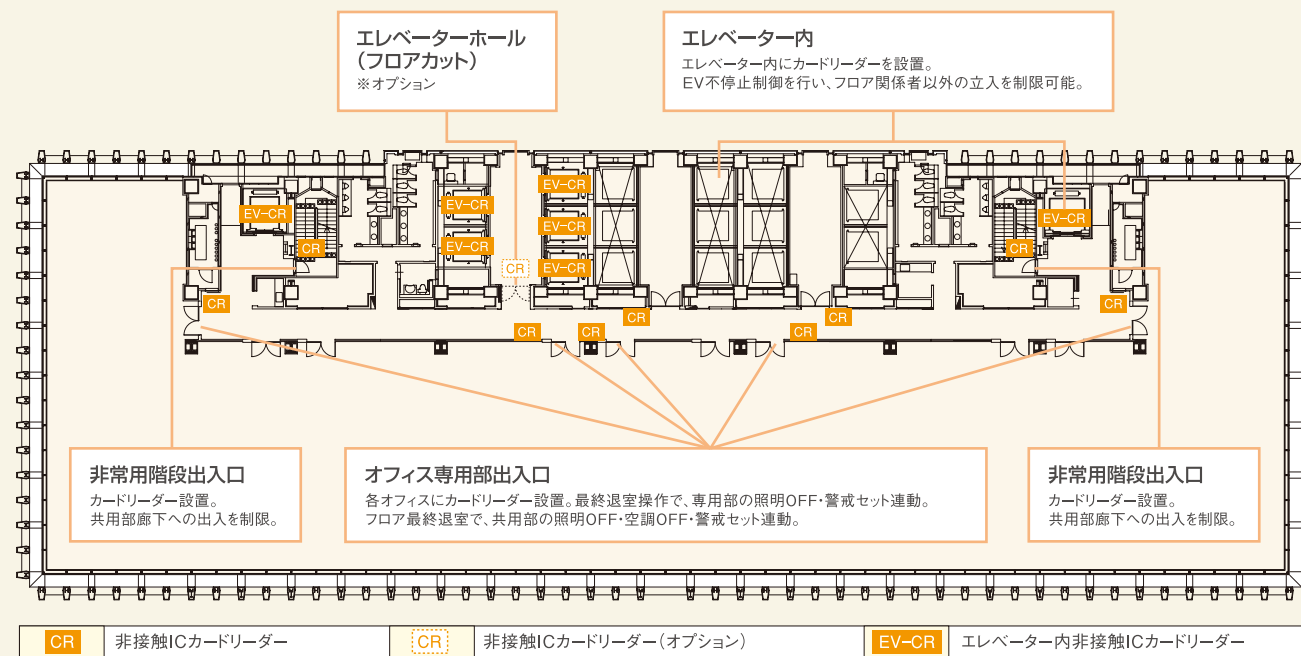 エレベーターホール
（フロアカット）
※オプション
エレベーター内
エレベーター内にカードリーダーを設置。
EV不停止制御を行い、フロア関係者以外の立入を制限可能。
EV-CR
EV-CR
EV-CR
EV-CR
EV-CR
EV-CR
EV-CR
CR
CR
CR
CR
CR
CR
CR
CR
CR
CR
CR
非常用階段出入口
カードリーダー設置。
共用部廊下への出入を制限。
オフィス専用部出入口
各オフィスにカードリーダー設置。最終退室操作で、専用部の照明OFF・警戒セット連動。
フロア最終退室で、共用部の照明OFF・空調OFF・警戒セット連動。
非常用階段出入口
カードリーダー設置。
共用部廊下への出入を制限。
CR 非接触ICカードリーダー
CR 非接触ICカードリーダー（オプション）
EV-CR エレベーター内非接触ICカードリーダー